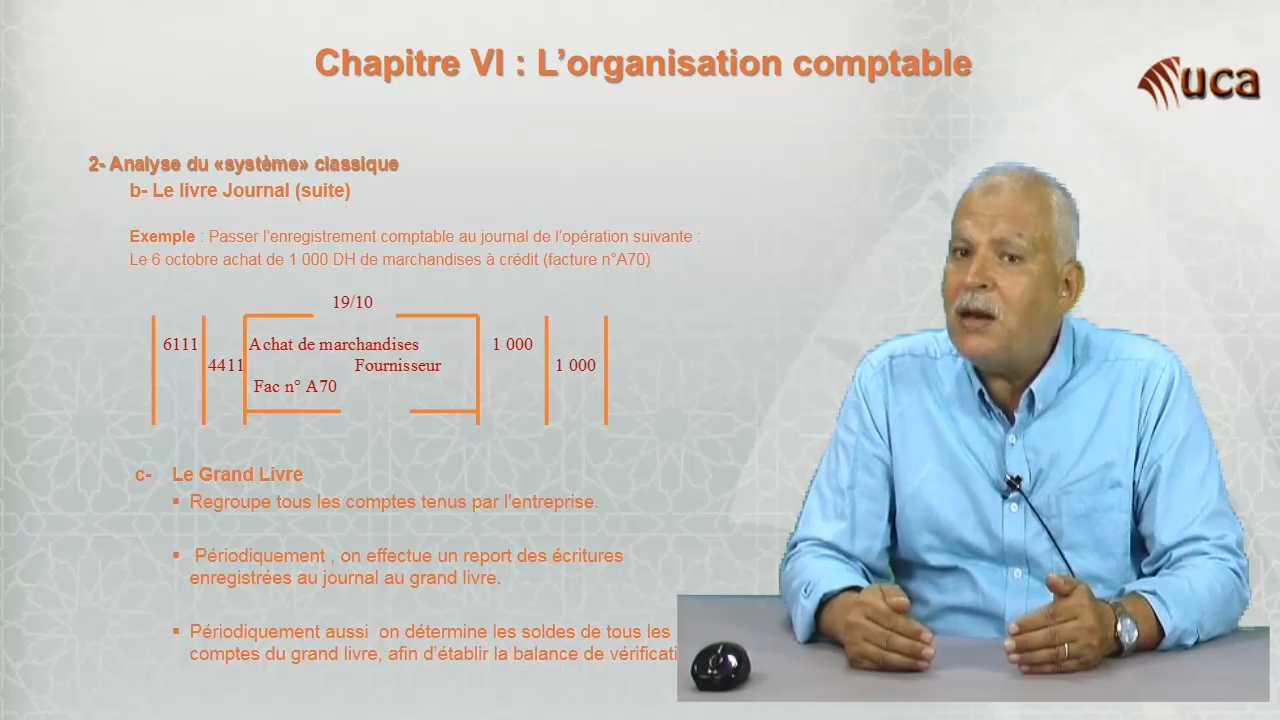 Chapitre VI : L’organisation comptable
uca
2- Analyse du «système» classique
b- Le livre Journal (suite)
Exemple : Passer l'enregistrement comptable au journal de l'opération suivante :
Le 6 octobre achat de 1 000 DH de marchandises à crédit (facture n°A70)
19/10
6111 Achat de marchandises 1 000
4411 Fournisseur 1 000
Fac n° A70
c- Le Grand Livre
▪ Regroupe tous les comptes tenus par l'entreprise.
▪ Périodiquement , on effectue un report des écritures
enregistrées au journal au grand livre.
▪ Périodiquement aussi on détermine les soldes de tous les
comptes du grand livre, afin d’établir la balance de vérificati